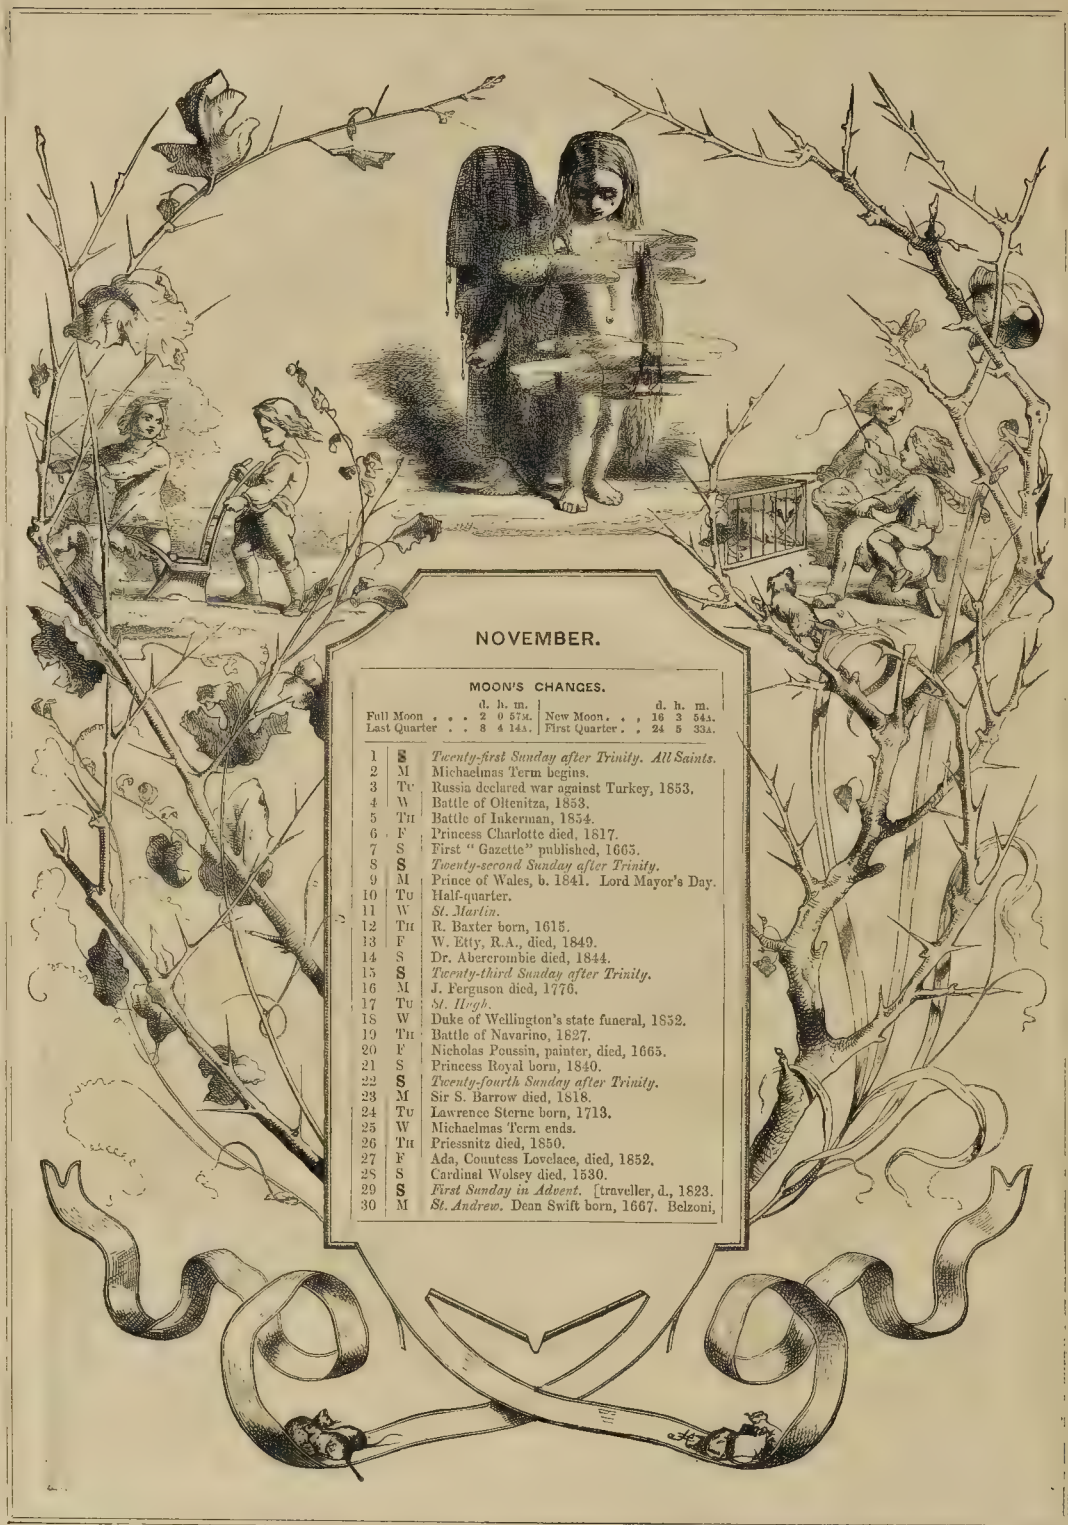 NOVEMBER.
MOON'S CHANGES.
d. h. m. d. h. m.
Full Moon . . . 2 0 57M. New Moon . . . 16 3 54A.
Last Quarter . . 8 4 14A. First Quarter . . 24 5 33A.
1 S Twenty-first Sunday after Trinity. All Saints.
2 M Michaelmas Term begins.
3 TU Russia declared war against Turkey, 1853.
4 W Battle of Oltenitza, 1853.
5 TH Battle of Inkerman, 1854.
6 F Princess Charlotte died, 1817.
7 S First "Gazette" published, 1665.
8 S Twenty-second Sunday after Trinity.
9 M Prince of Wales, b. 1841. Lord Mayor's Day.
10 TU Half-quarter.
11 W St. Martin.
12 TH R. Baxter born, 1615.
13 F W. Etty, R.A., died, 1849.
14 S Dr. Abercrombie died, 1844.
15 S Twenty-third Sunday after Trinity.
16 M J. Ferguson died, 1776.
17 TU St. Hugh.
18 W Duke of Wellington's state funeral, 1852.
19 TH Battle of Navarino, 1827.
20 F Nicholas Poussin, painter, died, 1665.
21 S Princess Royal born, 1840.
22 S Twenty-fourth Sunday after Trinity.
23 M Sir S. Barrow died, 1818.
24 TU Lawrence Sterne born, 1713.
25 W Michaelmas Term ends.
26 TH Priessnitz died, 1850.
27 F Ada, Conutess Lovelace, died, 1852.
28 S Cardinal Wolsey died, 1530.
29 S First Sunday in Advent. [traveller, d., 1823.
30 M St. Andrew. Dean Swift born, 1667. Belzoni,